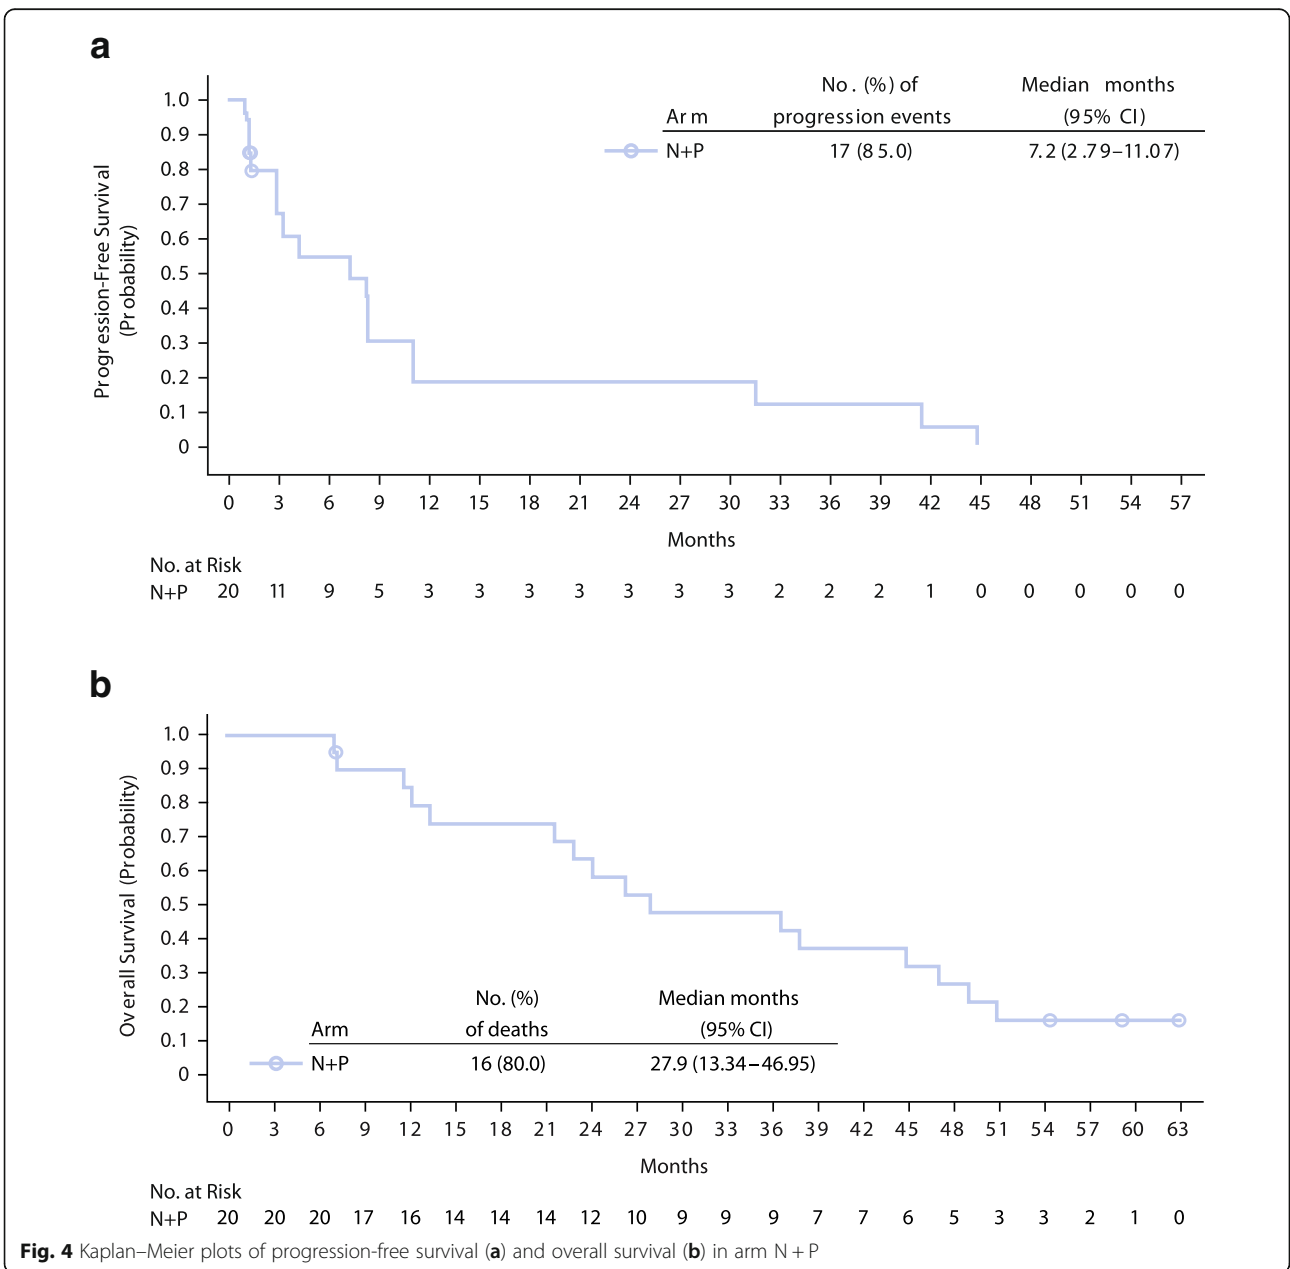 a
No. (%) of Median months
Arm progression events (95% CI)
N+P 17 (85.0) 7.2 (2.79–11.07)
Progression-Free Survival
(Probability)
1.0
0.9
0.8
0.7
0.6
0.5
0.4
0.3
0.2
0.1
0
0 3 6 9 12 15 18 21 24 27 30 33 36 39 42 45 48 51 54 57
Months
No. at Risk
N+P 20 11 9 5 3 3 3 3 3 3 3 2 2 2 1 0 0 0 0 0
b
Overall Survival (Probability)
1.0
0.9
0.8
0.7
0.6
0.5
0.4
0.3
0.2
0.1
0
No. (%) Median months
Arm of deaths (95% CI)
N+P 16 (80.0) 27.9 (13.34–46.95)
0 3 6 9 12 15 18 21 24 27 30 33 36 39 42 45 48 51 54 57 60 63
Months
No. at Risk
N+P 20 20 20 17 16 14 14 14 12 10 9 9 9 7 7 6 5 3 3 2 1 0
Fig. 4 Kaplan–Meier plots of progression-free survival (a) and overall survival (b) in arm N + P